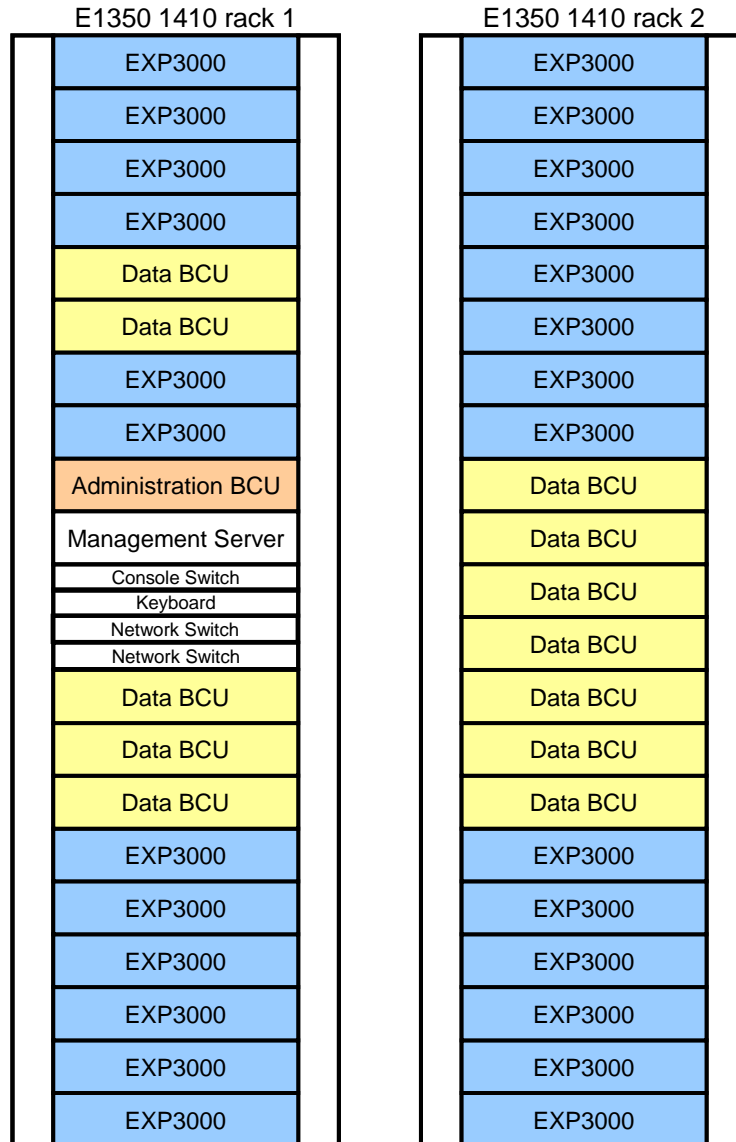 E1350 1410 rack 1
EXP3000
EXP3000
EXP3000
EXP3000
Data BCU
Data BCU
EXP3000
EXP3000
Administration BCU
Management Server
Console Switch
Keyboard
Network Switch
Network Switch
Data BCU
Data BCU
Data BCU
EXP3000
EXP3000
EXP3000
EXP3000
EXP3000
EXP3000
E1350 1410 rack 2
EXP3000
EXP3000
EXP3000
EXP3000
EXP3000
EXP3000
EXP3000
EXP3000
Data BCU
Data BCU
Data BCU
Data BCU
Data BCU
Data BCU
Data BCU
EXP3000
EXP3000
EXP3000
EXP3000
EXP3000
EXP3000